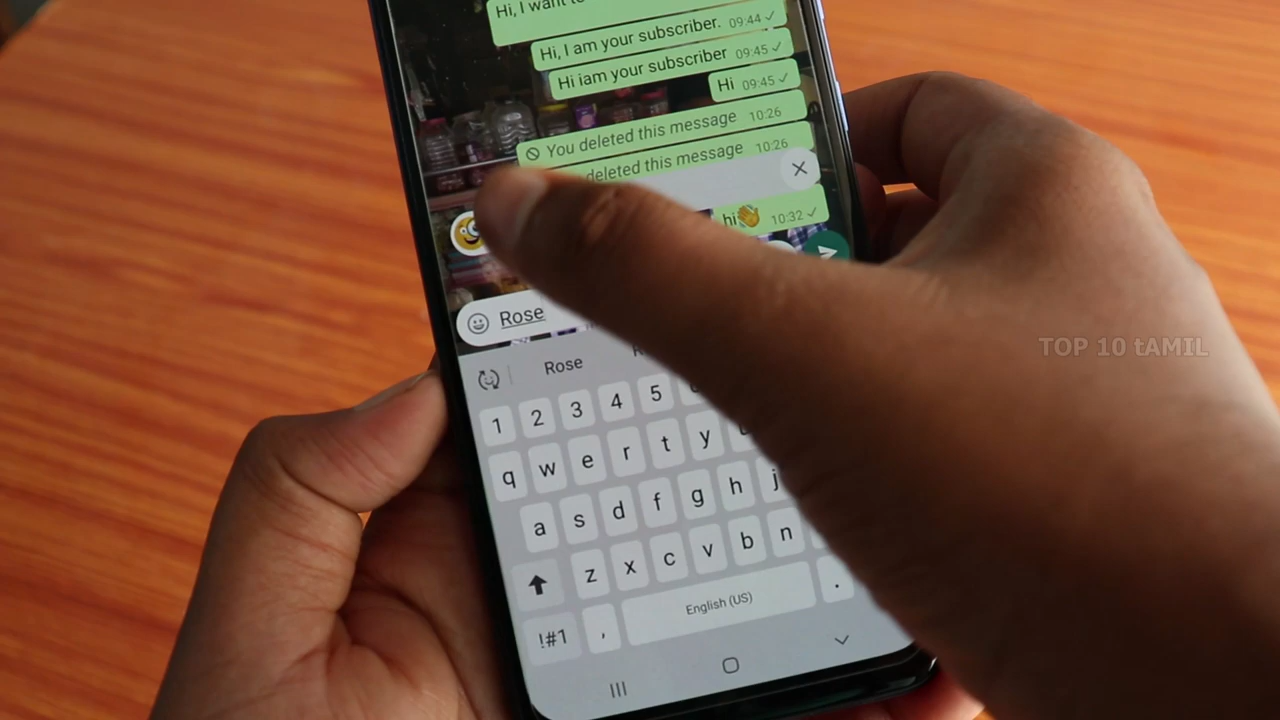 Hi, I want to
Hi, I am your subscriber. 09:44
Hi iam your subscriber 09:45
Hi 09:45
You deleted this message 10:26
deleted this message 10:26
hi👋 10:32
Rose
Rose
1 2 3 4 5
q w e r t y
a s d f g h j
z x c v b n
!#1 , English (US) .
TOP 10 tAMIL